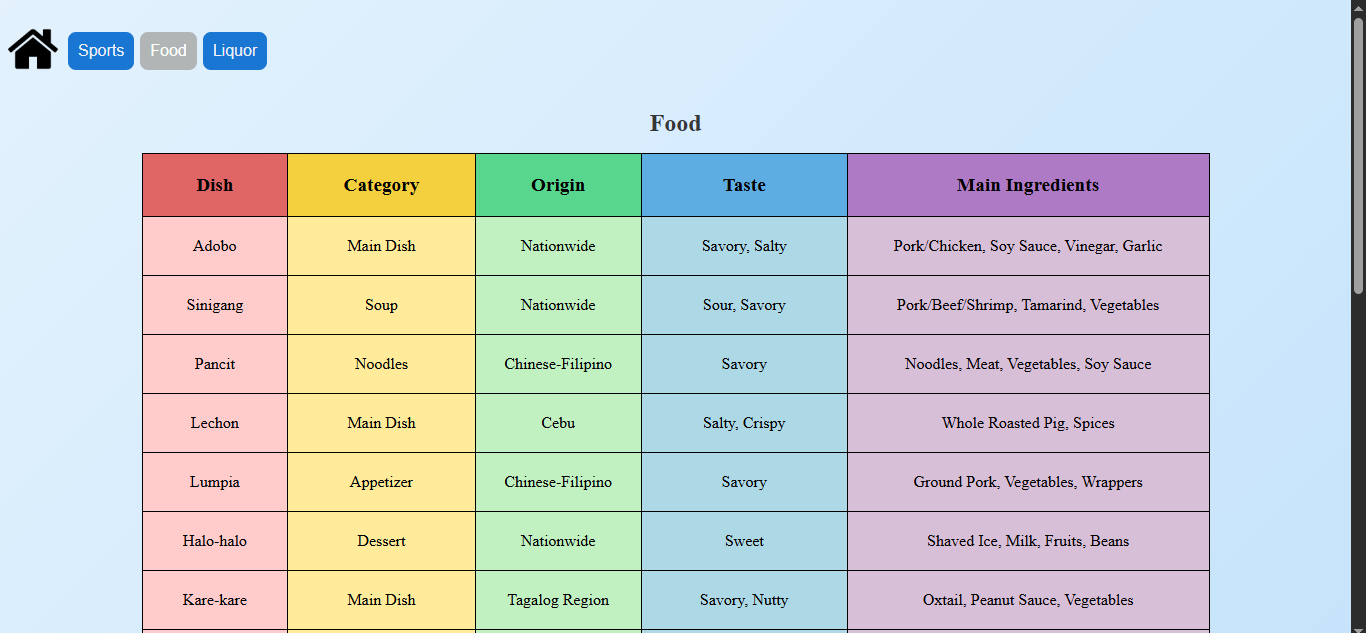 Sports Food Liquor
Food
Dish Category Origin Taste Main Ingredients
Adobo Main Dish Nationwide Savory, Salty Pork/Chicken, Soy Sauce, Vinegar, Garlic
Sinigang Soup Nationwide Sour, Savory Pork/Beef/Shrimp, Tamarind, Vegetables
Pancit Noodles Chinese-Filipino Savory Noodles, Meat, Vegetables, Soy Sauce
Lechon Main Dish Cebu Salty, Crispy Whole Roasted Pig, Spices
Lumpia Appetizer Chinese-Filipino Savory Ground Pork, Vegetables, Wrappers
Halo-halo Dessert Nationwide Sweet Shaved Ice, Milk, Fruits, Beans
Kare-kare Main Dish Tagalog Region Savory, Nutty Oxtail, Peanut Sauce, Vegetables